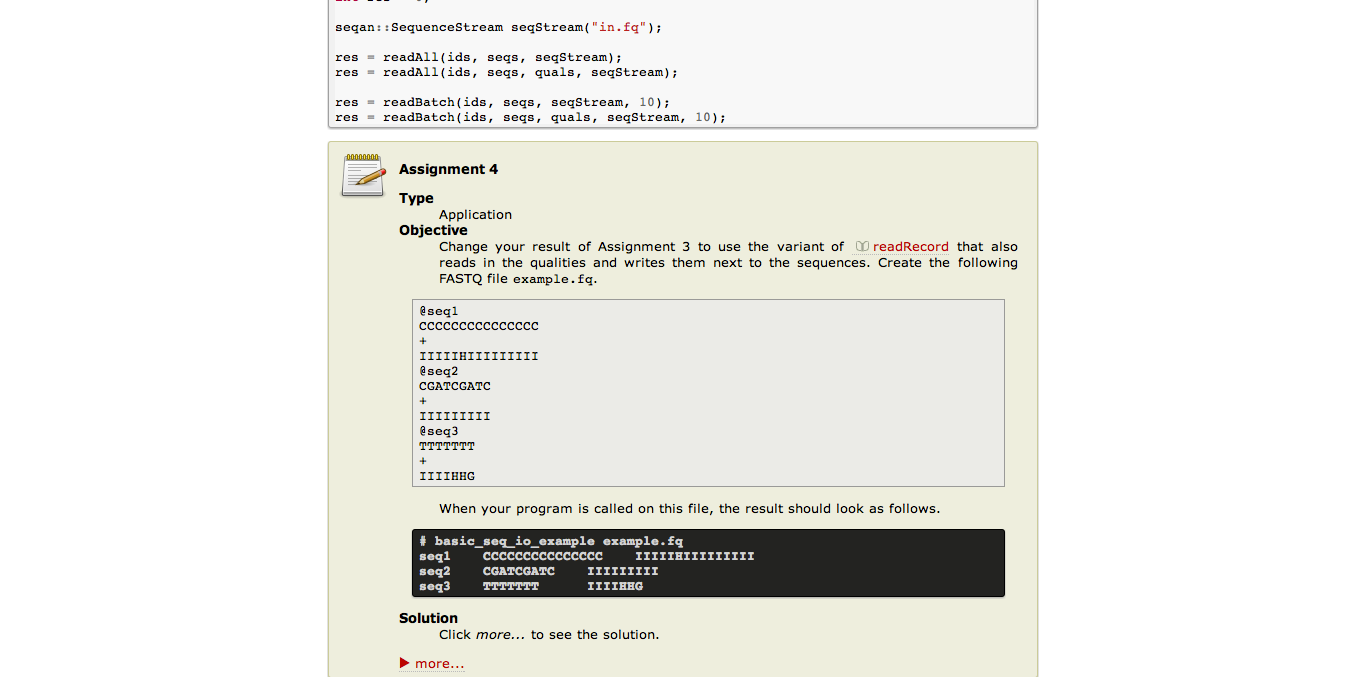 seqan::SequenceStream seqStream("in.fq");
res = readAll(ids, seqs, seqStream);
res = readAll(ids, seqs, quals, seqStream);
res = readBatch(ids, seqs, seqStream, 10);
res = readBatch(ids, seqs, quals, seqStream, 10);
Assignment 4
Type
Application
Objective
Change your result of Assignment 3 to use the variant of readRecord that also
reads in the qualities and writes them next to the sequences. Create the following
FASTQ file example.fq.
@seq1
CCCCCCCCCCCCCCC
+
IIIIIHIIIIIIIII
@seq2
CGATCGATC
+
IIIIIIIII
@seq3
TTTTTTT
+
IIIIHHG
When your program is called on this file, the result should look as follows.
# basic_seq_io_example example.fq
seq1 CCCCCCCCCCCCCCC IIIIIHIIIIIIIII
seq2 CGATCGATC IIIIIIIII
seq3 TTTTTTT IIIIHHG
Solution
Click more... to see the solution.
more...